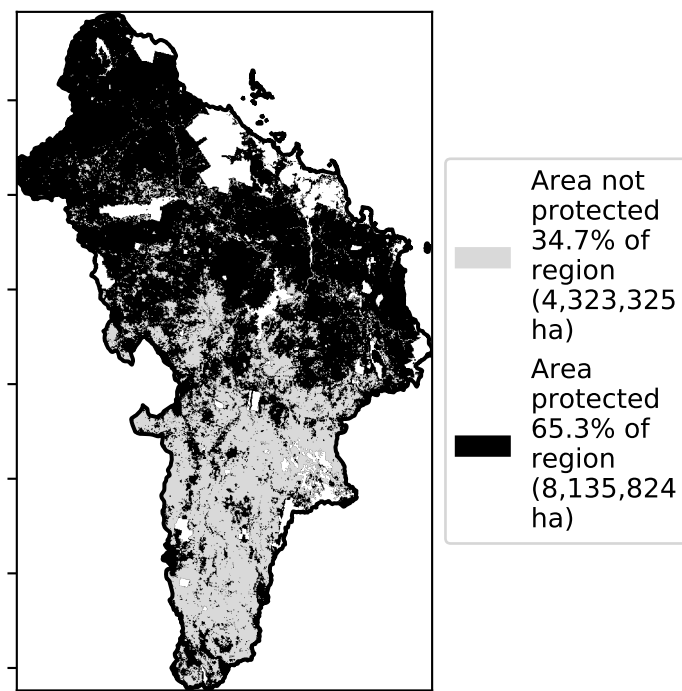 Area not
protected
34.7% of
region
(4,323,325
ha)
Area
protected
65.3% of
region
(8,135,824
ha)